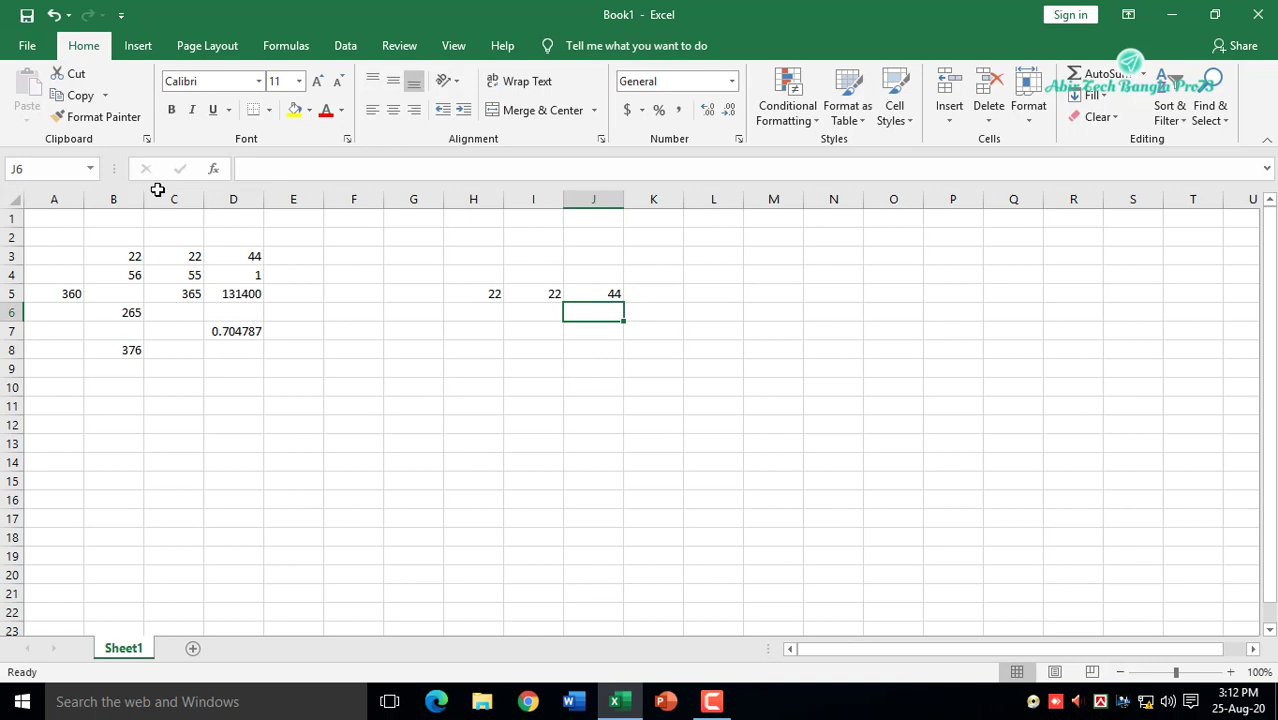 Book1 - Excel
Sign in
File Home Insert Page Layout Formulas Data Review View Help Tell me what you want to do Share
Paste
Cut
Copy
Format Painter
Clipboard
Calibri 11
B I U
Font
Wrap Text
Merge & Center
Alignment
General
$ % ,
Number
Conditional Formatting
Format as Table
Cell Styles
Styles
Insert
Delete
Format
Cells
AutoSum
Fill
Clear
Sort & Filter
Find & Select
Editing
Abir Tech Bangla Pro73
J6 fx
A B C D E F G H I J K L M N O P Q R S T U
1
2
3 22 22 44
4 56 55 1
5 360 365 131400 22 22 44
6 265
7 0.704787
8 376
9
10
11
12
13
14
15
16
17
18
19
20
21
22
23
Sheet1
Ready 100%
Search the web and Windows
3:12 PM
25-Aug-20